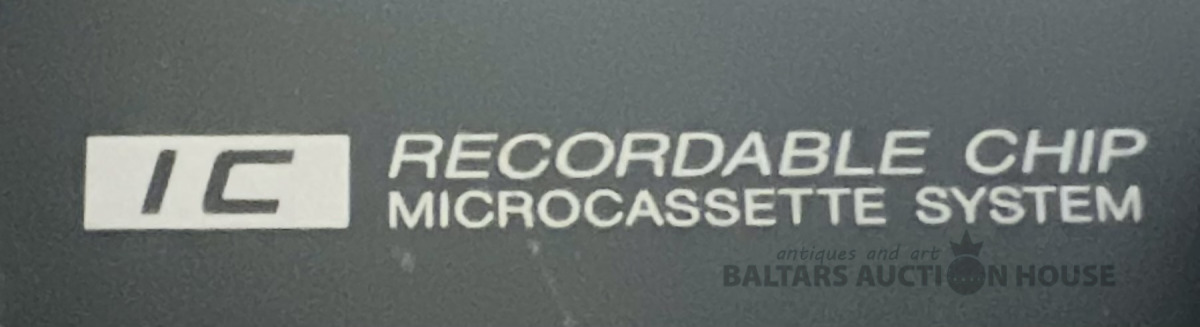 IC
RECORDABLE CHIP
MICROCASSETTE SYSTEM
antiques and art
BALTARS AUCTION HOUSE